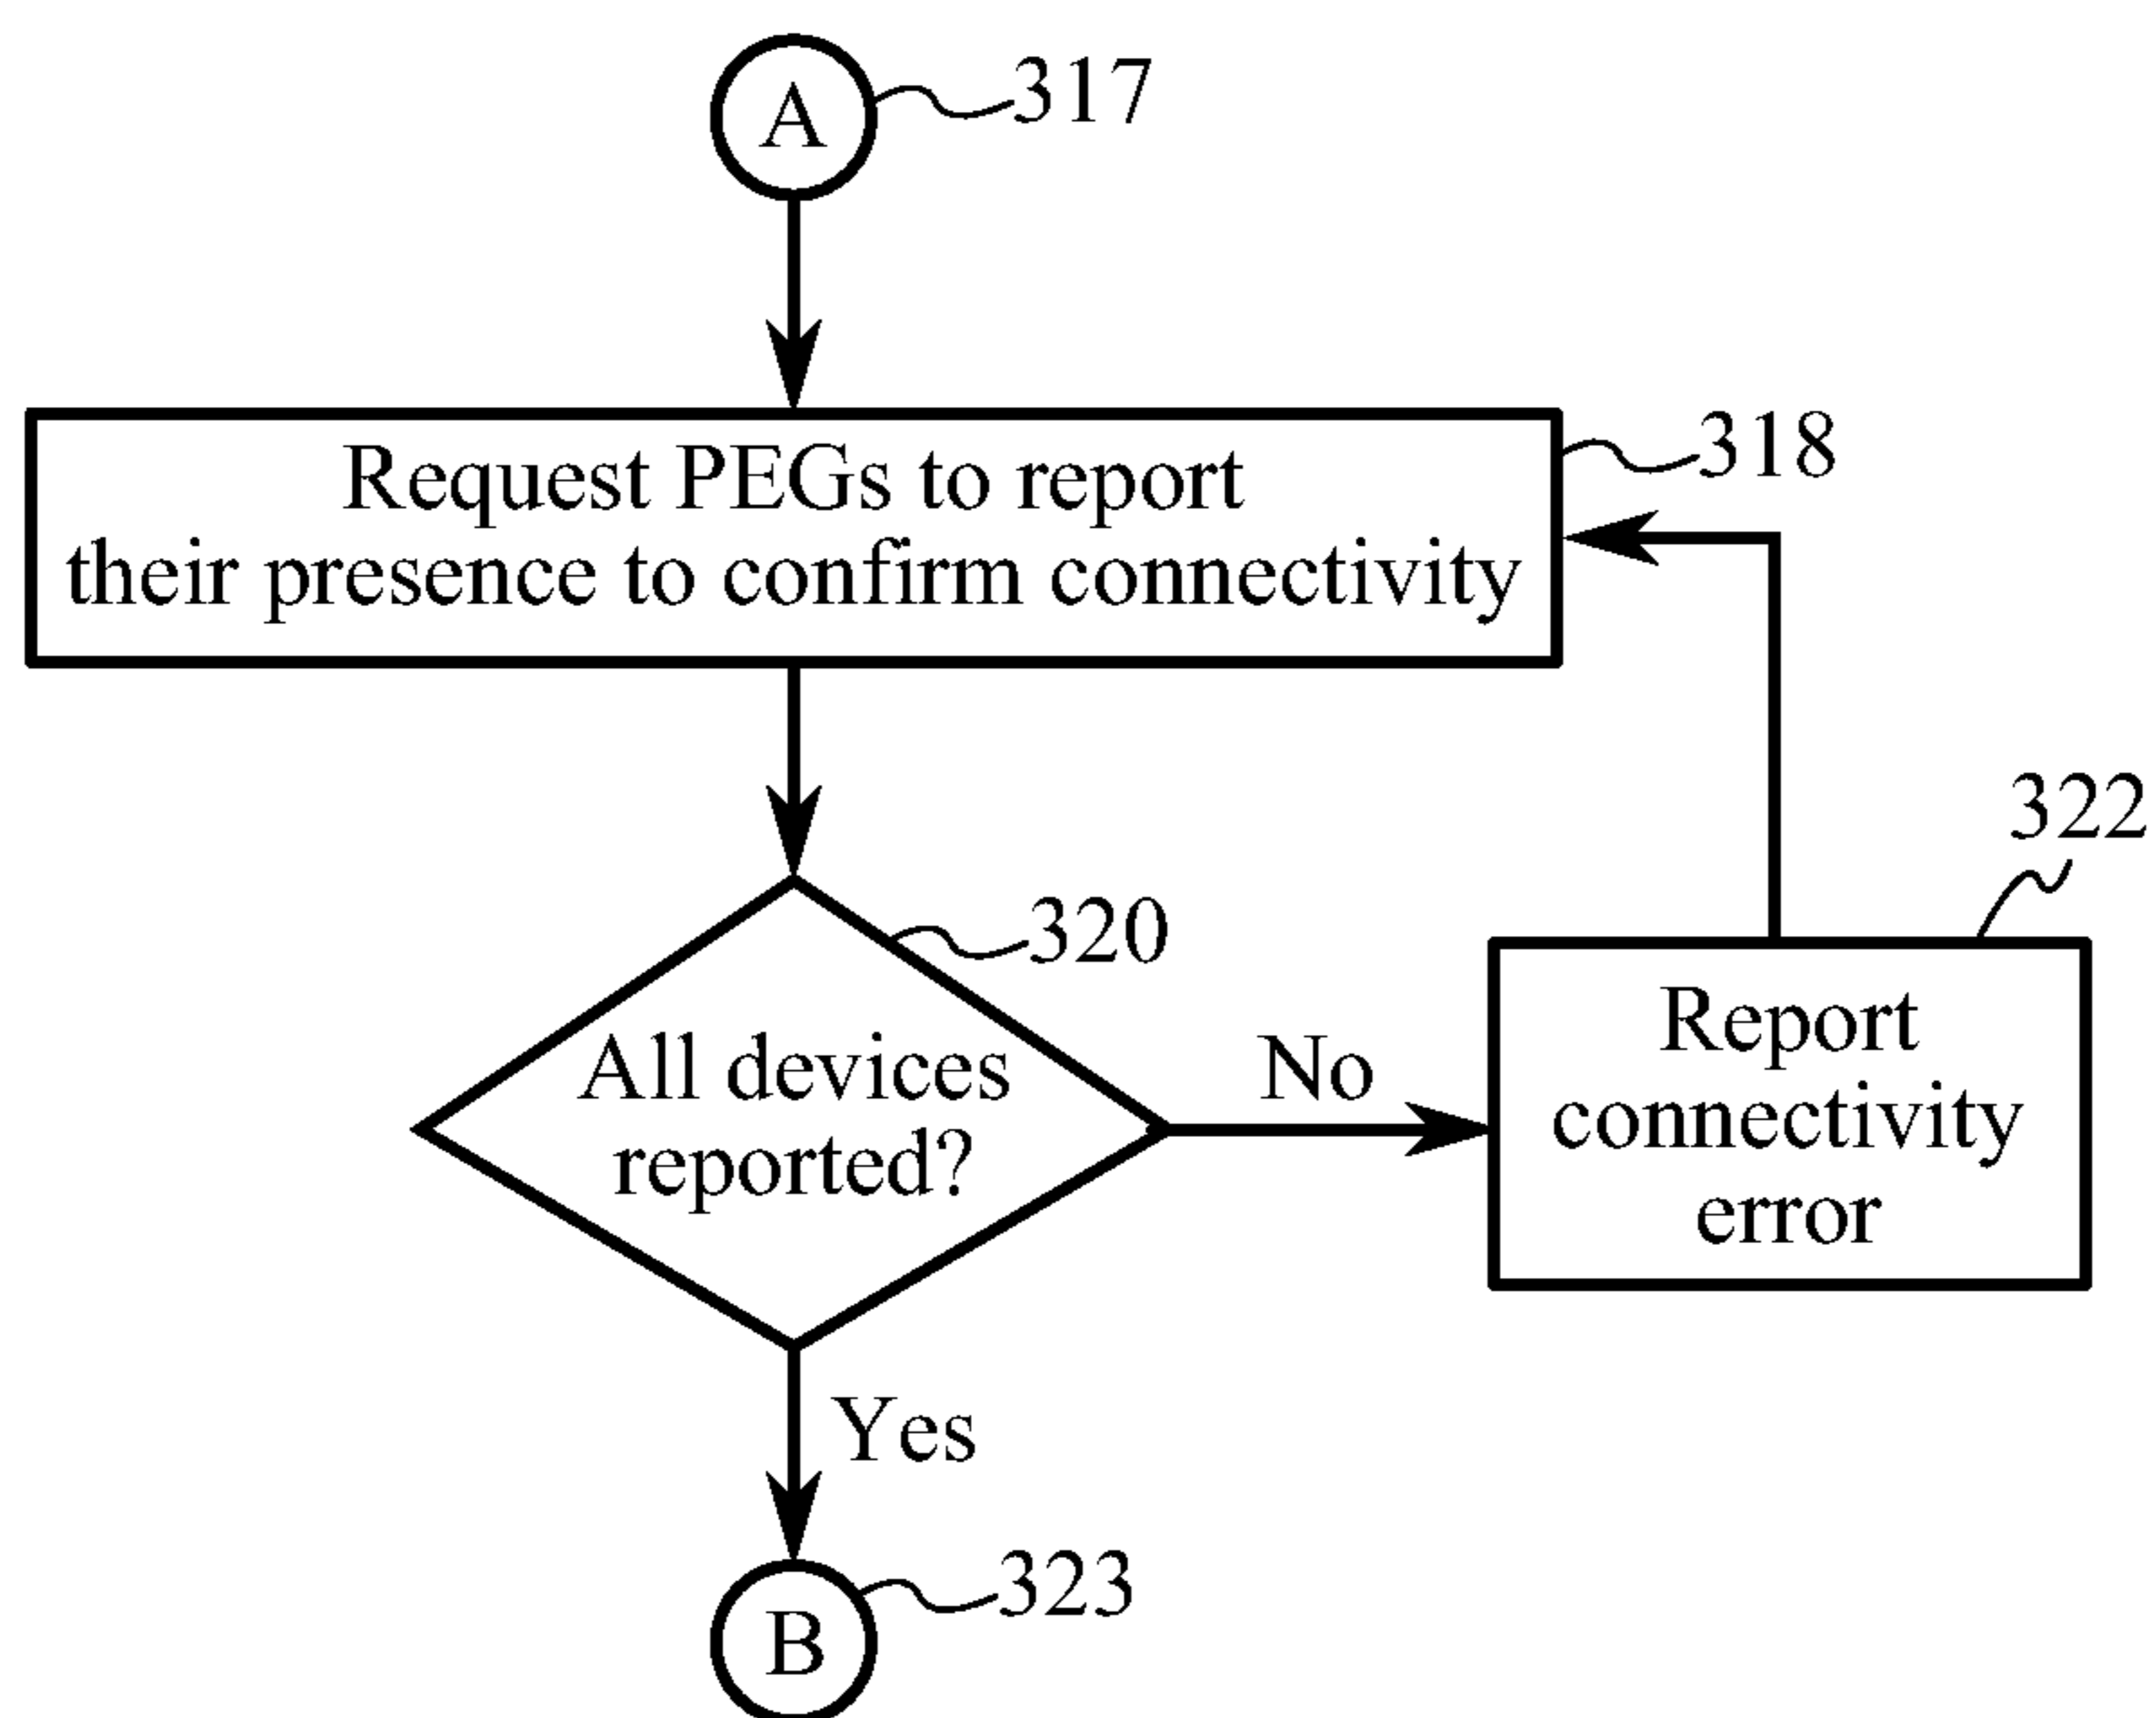 A
317
Request PEGs to report
their presence to confirm connectivity
318
322
320
All devices
reported?
No
Report
connectivity
error
Yes
323
B